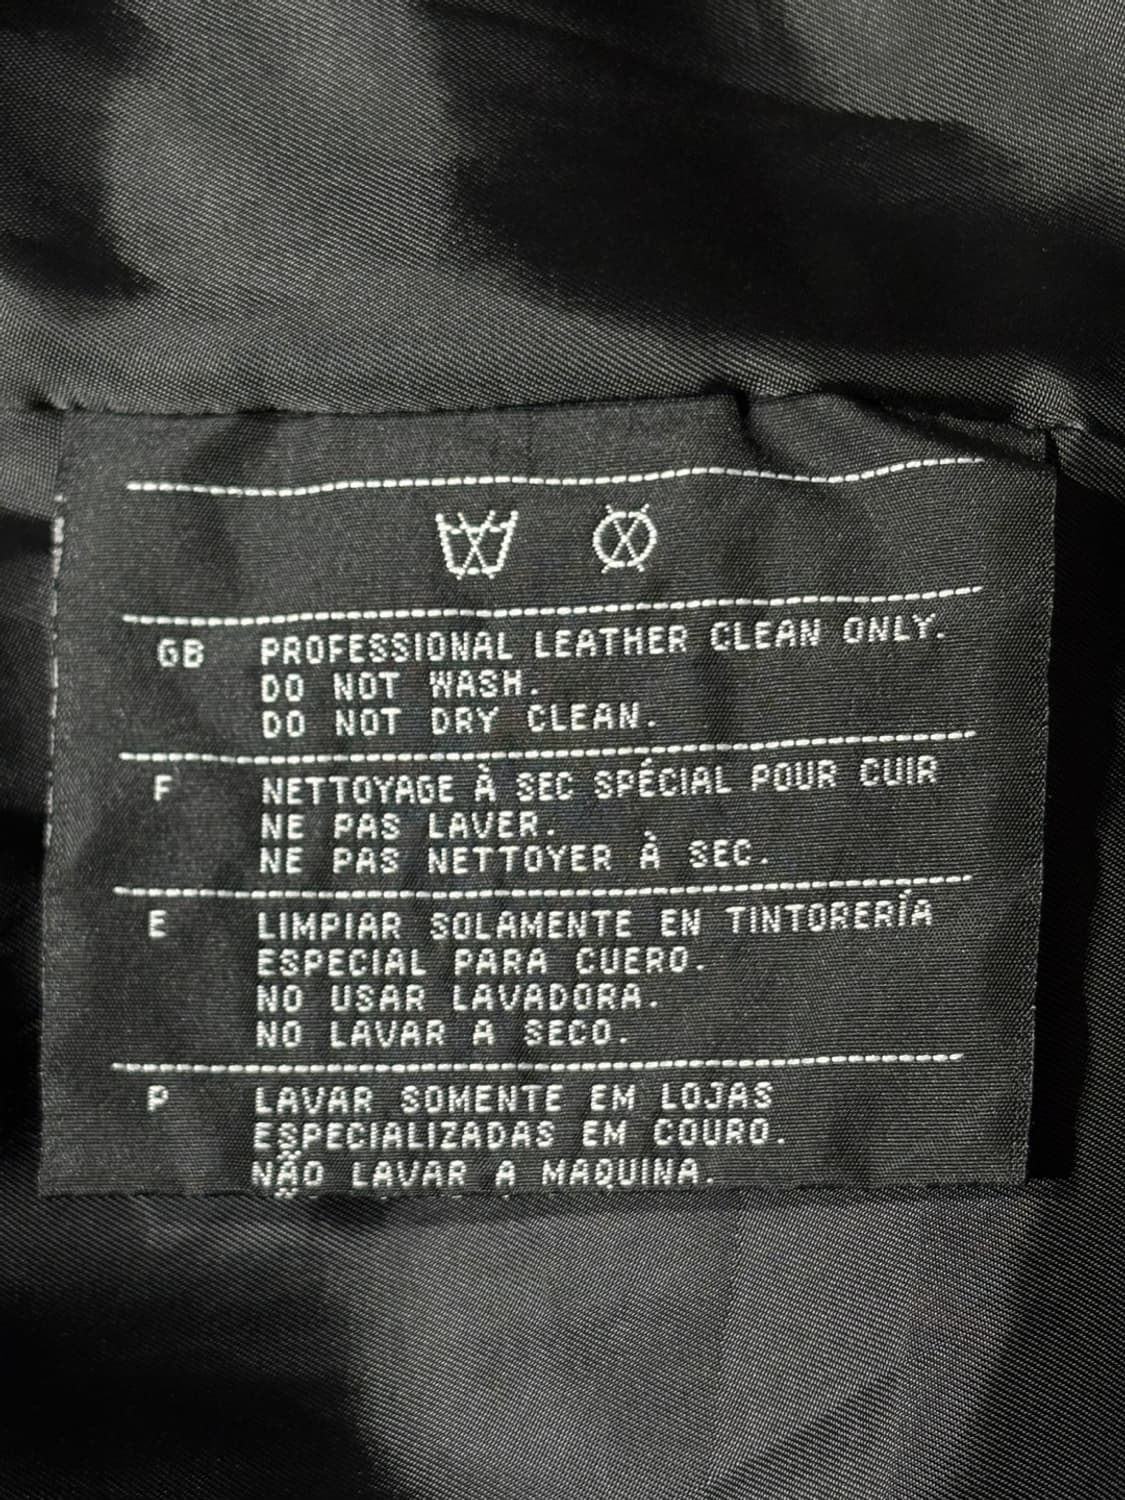 GB PROFESSIONAL LEATHER CLEAN ONLY.
DO NOT WASH.
DO NOT DRY CLEAN.
F NETTOYAGE À SEC SPÉCIAL POUR CUIR
NE PAS LAVER.
NE PAS NETTOYER À SEC.
E LIMPIAR SOLAMENTE EN TINTORERÍA
ESPECIAL PARA CUERO.
NO USAR LAVADORA.
NO LAVAR A SECO.
P LAVAR SOMENTE EM LOJAS
ESPECIALIZADAS EM COURO.
NÃO LAVAR A MAQUINA.